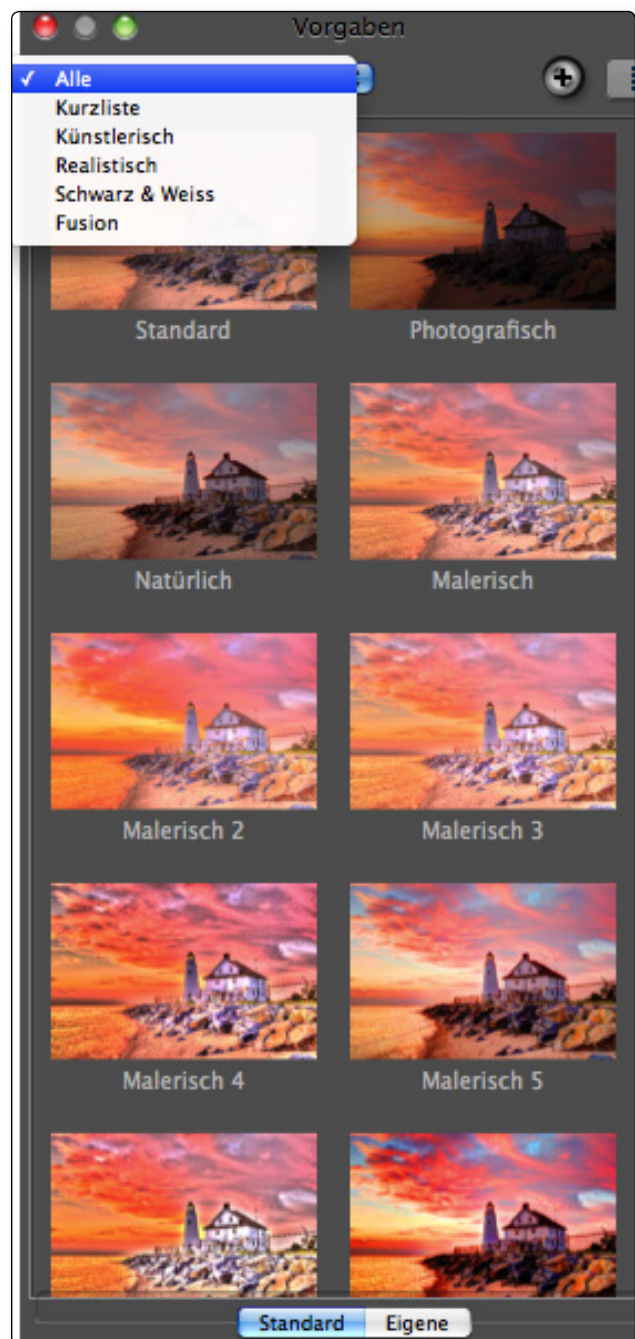 Vorgaben
Alle
Kurzliste
Künstlerisch
Realistisch
Schwarz & Weiss
Fusion
Standard
Photografisch
Natürlich
Malerisch
Malerisch 2
Malerisch 3
Malerisch 4
Malerisch 5
Standard
Eigene